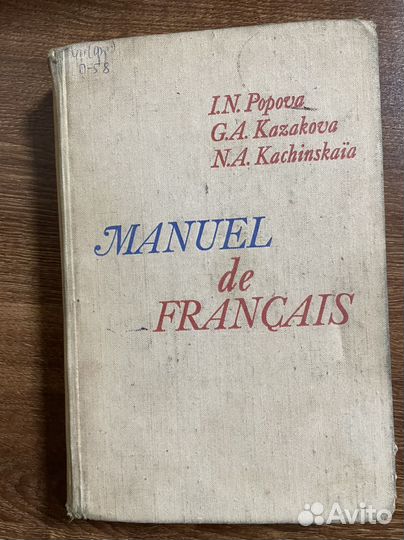 I.N. Popova
G.A. Kazakova
N.A. Kachinskaïa
MANUEL
de
FRANÇAIS
Avito